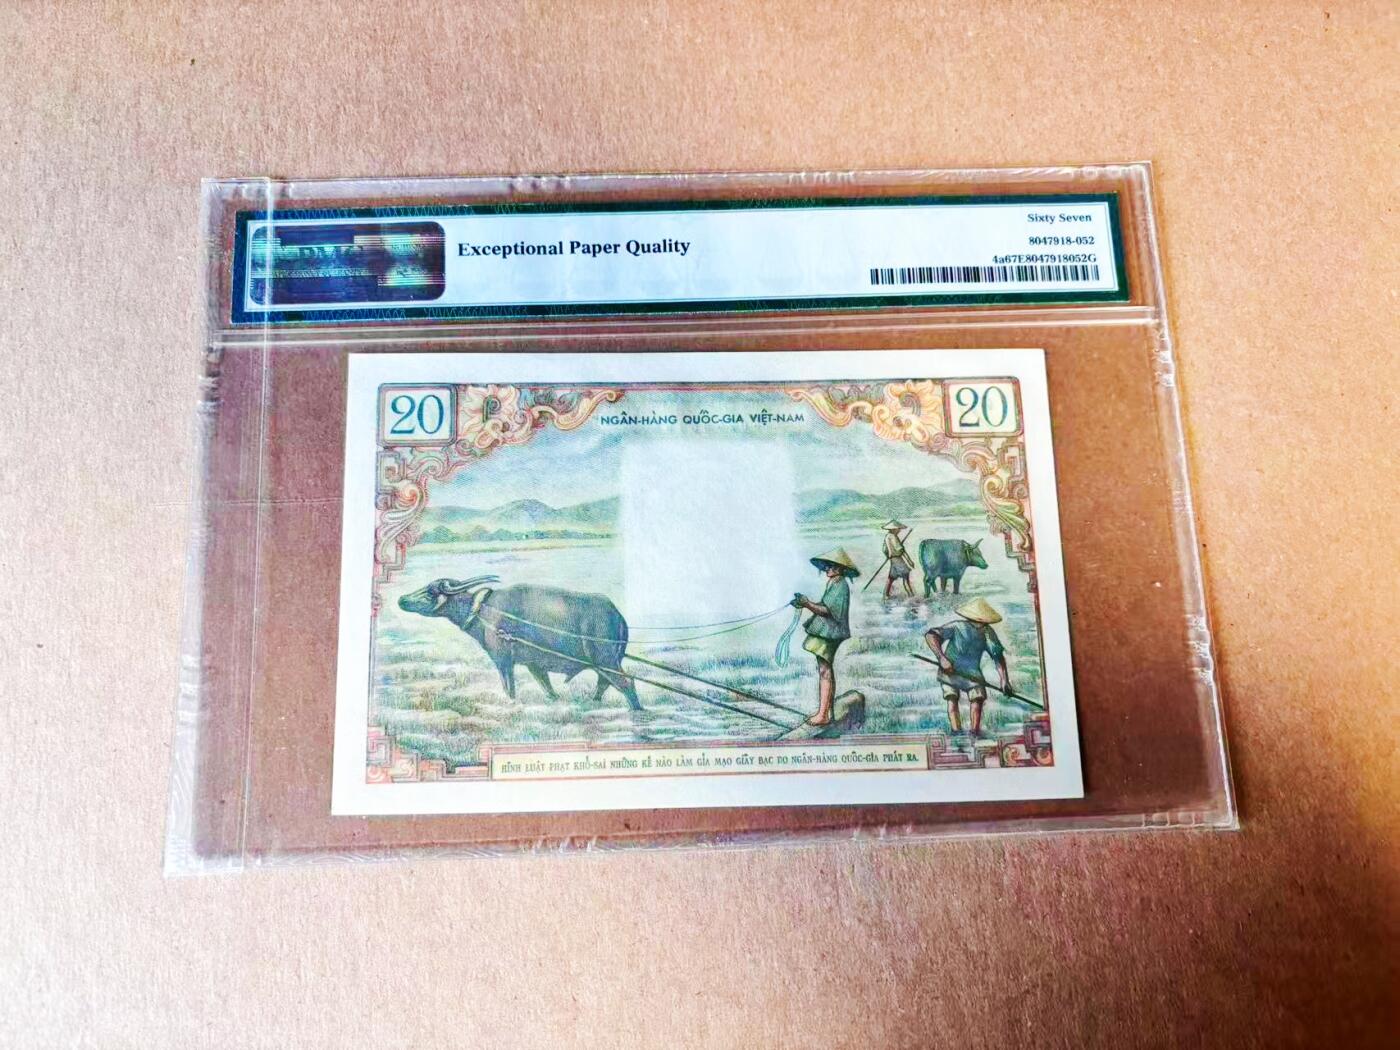 Exceptional Paper Quality
Sixty Seven
8047918-052
4a67E8047918052G
20
NGÂN-HÀNG QUỐC-GIA VIỆT-NAM
20
HÌNH LUẬT PHẠT KHỔ-SAI NHỮNG KẺ NÀO LÀM GIẢ MẠO GIẤY BẠC DO NGÂN-HÀNG QUỐC-GIA PHÁT RA.